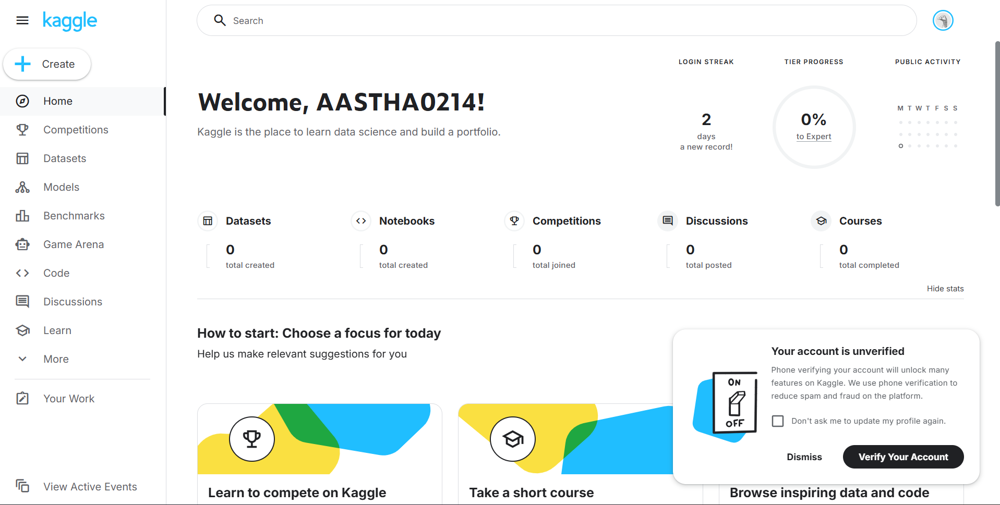 kaggle
Search
Create
Home
Competitions
Datasets
Models
Benchmarks
Game Arena
Code
Discussions
Learn
More
Your Work
View Active Events
LOGIN STREAK
TIER PROGRESS
PUBLIC ACTIVITY
Welcome, AASTHA0214!
Kaggle is the place to learn data science and build a portfolio.
2
days
a new record!
0%
to Expert
M T W T F S S
Datasets
0
total created
Notebooks
0
total created
Competitions
0
total joined
Discussions
0
total posted
Courses
0
total completed
Hide stats
How to start: Choose a focus for today
Help us make relevant suggestions for you
Learn to compete on Kaggle
Take a short course
Browse inspiring data and code
ON
OFF
Your account is unverified
Phone verifying your account will unlock many
features on Kaggle. We use phone verification to
reduce spam and fraud on the platform.
Don't ask me to update my profile again.
Dismiss
Verify Your Account